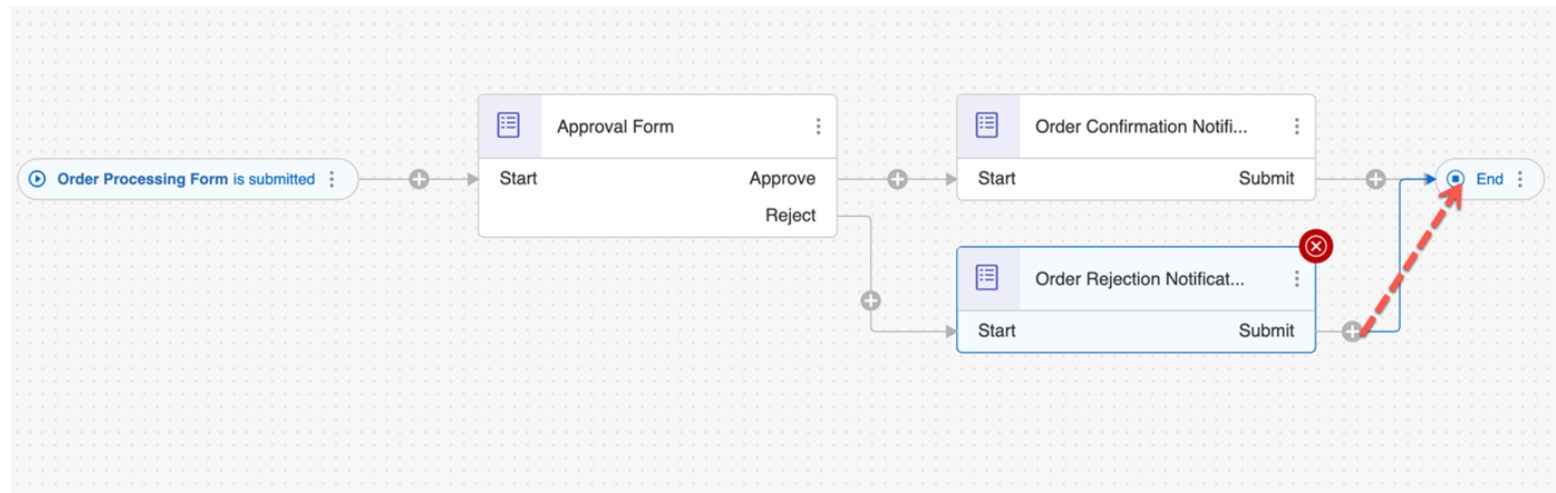 Order Processing Form is submitted
Approval Form
Start
Approve
Reject
Order Confirmation Notifi...
Start
Submit
Order Rejection Notificat...
Start
Submit
End